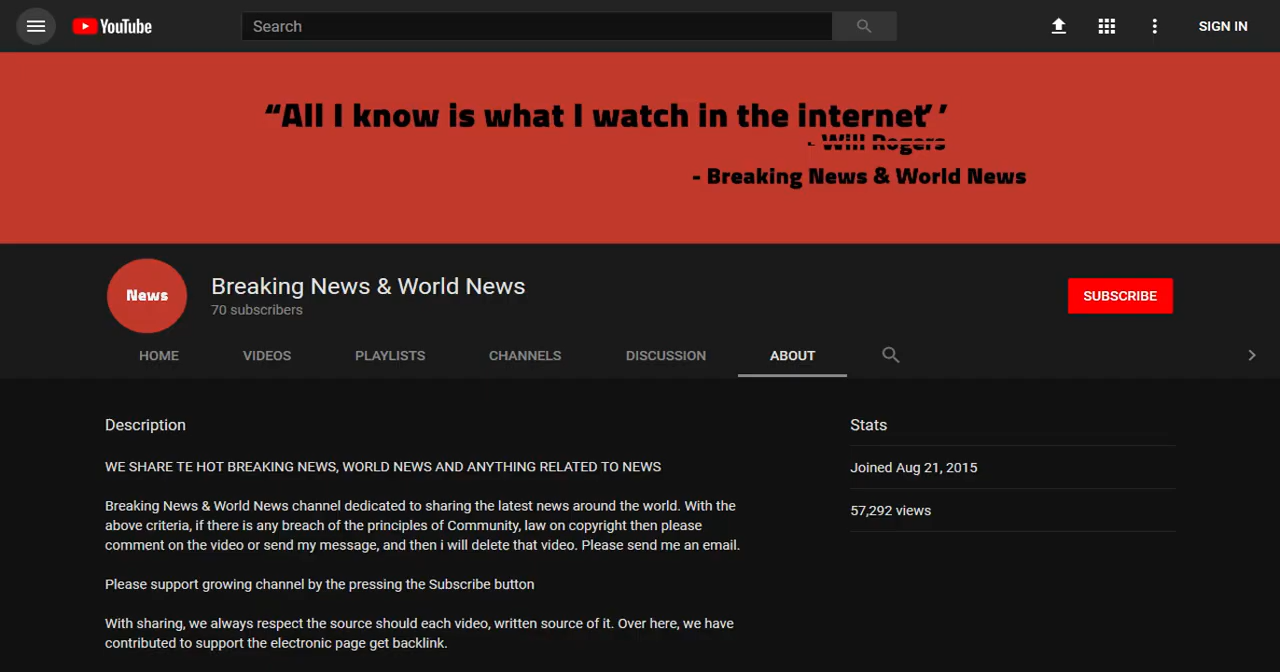 YouTube
Search
SIGN IN
“All I know is what I watch in the internet’’
- Will Rogers
- Breaking News & World News
News
Breaking News & World News
70 subscribers
SUBSCRIBE
HOME VIDEOS PLAYLISTS CHANNELS DISCUSSION ABOUT
Description
WE SHARE TE HOT BREAKING NEWS, WORLD NEWS AND ANYTHING RELATED TO NEWS
Breaking News & World News channel dedicated to sharing the latest news around the world. With the
above criteria, if there is any breach of the principles of Community, law on copyright then please
comment on the video or send my message, and then i will delete that video. Please send me an email.
Please support growing channel by the pressing the Subscribe button
With sharing, we always respect the source should each video, written source of it. Over here, we have
contributed to support the electronic page get backlink.
Stats
Joined Aug 21, 2015
57,292 views